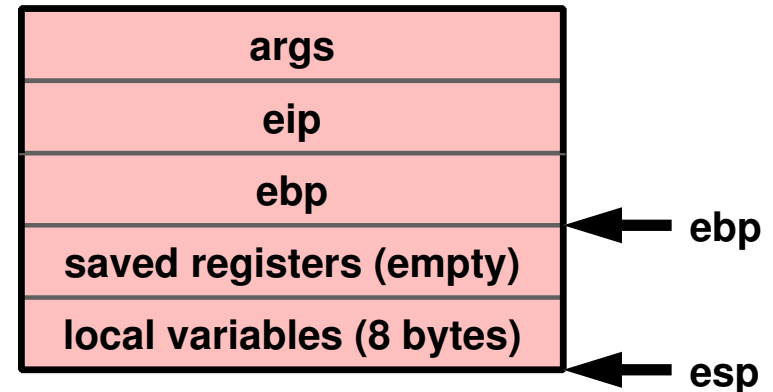 args
eip
ebp
ebp
saved registers (empty)
local variables (8 bytes)
esp